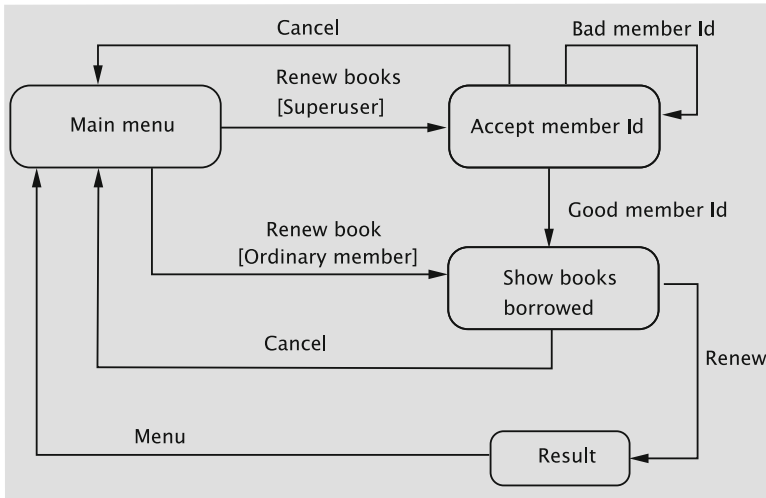 Cancel
Bad member Id
Renew books
[Superuser]
Main menu
Accept member Id
Good member Id
Renew book
[Ordinary member]
Show books
borrowed
Cancel
Renew
Menu
Result